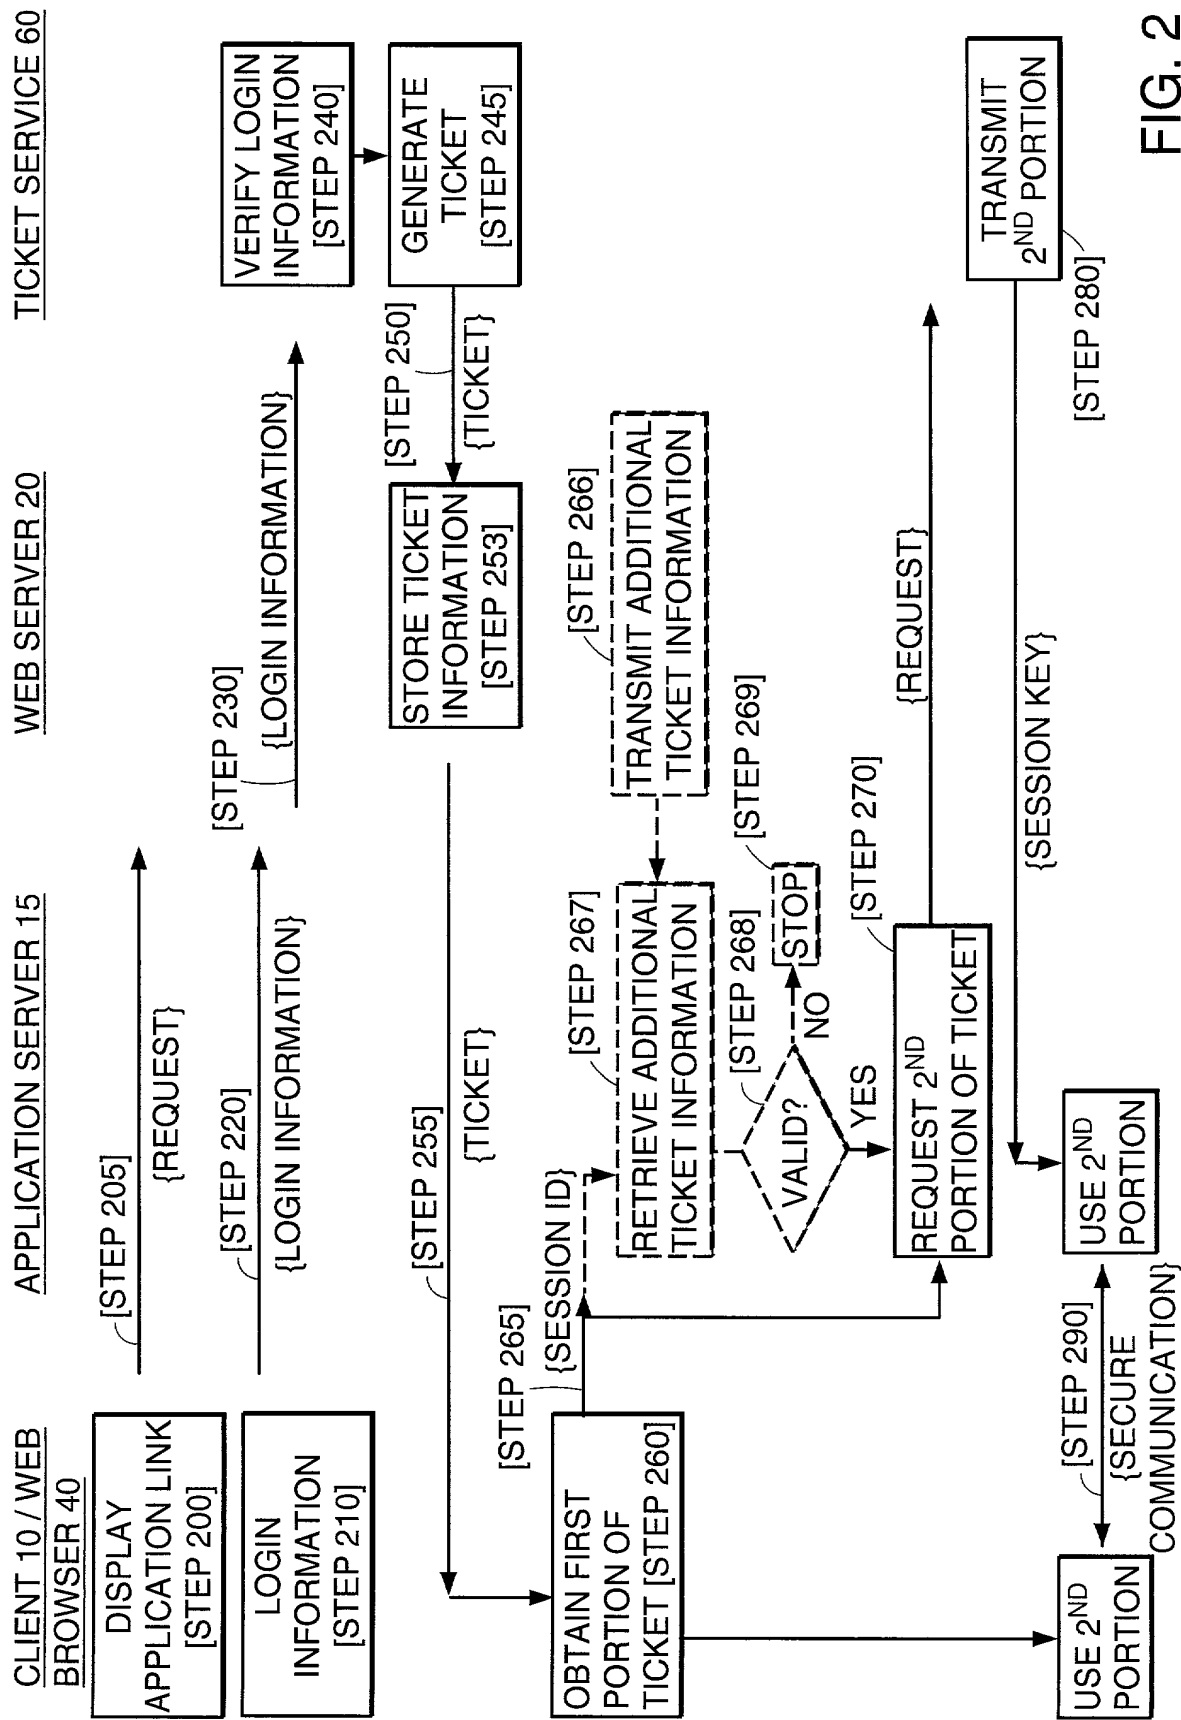 CLIENT 10 / WEB
BROWSER 40
APPLICATION SERVER 15
WEB SERVER 20
TICKET SERVICE 60
DISPLAY
APPLICATION LINK
[STEP 200]
[STEP 205]
{REQUEST}
LOGIN
INFORMATION
[STEP 210]
[STEP 220]
{LOGIN INFORMATION}
[STEP 230]
{LOGIN INFORMATION}
VERIFY LOGIN
INFORMATION
[STEP 240]
GENERATE
TICKET
[STEP 245]
[STEP 250]
{TICKET}
STORE TICKET
INFORMATION
[STEP 253]
[STEP 255]
{TICKET}
OBTAIN FIRST
PORTION OF
TICKET [STEP 260]
[STEP 265]
{SESSION ID}
[STEP 266]
TRANSMIT ADDITIONAL
TICKET INFORMATION
[STEP 267]
RETRIEVE ADDITIONAL
TICKET INFORMATION
[STEP 268]
VALID?
NO
[STEP 269]
STOP
YES
[STEP 270]
REQUEST 2ND
PORTION OF TICKET
{REQUEST}
TRANSMIT
2ND PORTION
[STEP 280]
{SESSION KEY}
USE 2ND
PORTION
[STEP 290]
{SECURE
COMMUNICATION}
USE 2ND
PORTION
FIG. 2